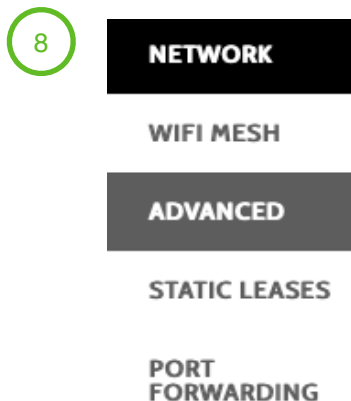 8
NETWORK
WIFI MESH
ADVANCED
STATIC LEASES
PORT
FORWARDING